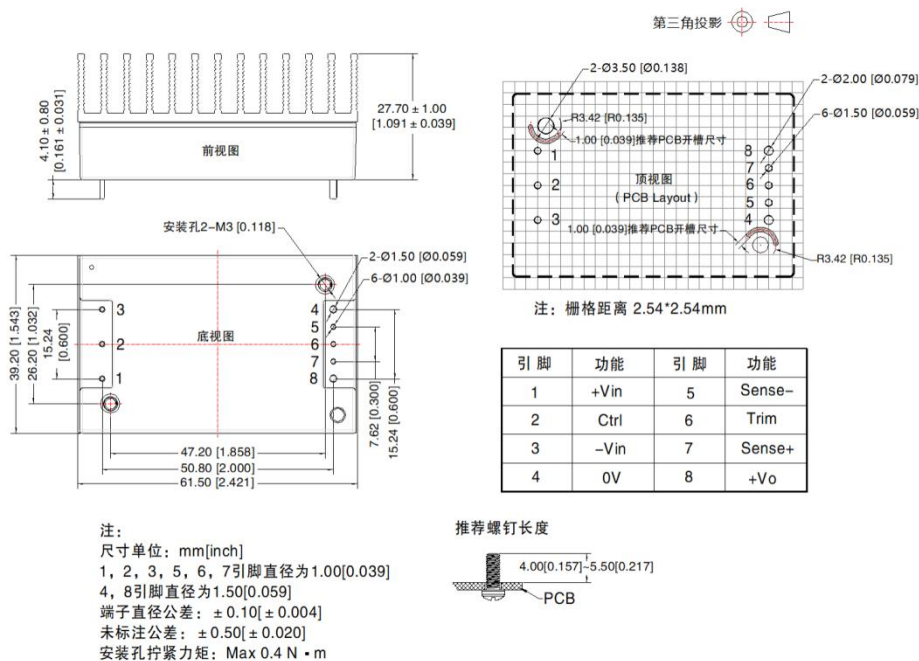 第三角投影
27.70 ± 1.00
[1.091 ± 0.039]
4.10 ± 0.80
[0.161 ± 0.031]
前视图
2-Ø3.50 [Ø0.138]
2-Ø2.00 [Ø0.079]
6-Ø1.50 [Ø0.059]
R3.42 [R0.135]
1.00 [0.039]推荐PCB开槽尺寸
1
2
3
8
7
6
5
4
顶视图
( PCB Layout )
1.00 [0.039]推荐PCB开槽尺寸
R3.42 [R0.135]
注: 栅格距离 2.54*2.54mm
安装孔2-M3 [0.118]
2-Ø1.50 [Ø0.059]
6-Ø1.00 [Ø0.039]
39.20 [1.543]
26.20 [1.032]
15.24
[0.600]
3
2
1
底视图
4
5
6
7
8
7.62 [0.300]
15.24 [0.600]
47.20 [1.858]
50.80 [2.000]
61.50 [2.421]
引脚 功能 引脚 功能
1 +Vin 5 Sense-
2 Ctrl 6 Trim
3 -Vin 7 Sense+
4 0V 8 +Vo
注:
尺寸单位: mm[inch]
1, 2, 3, 5, 6, 7引脚直径为1.00[0.039]
4, 8引脚直径为1.50[0.059]
端子直径公差: ± 0.10[ ± 0.004]
未标注公差: ± 0.50[ ± 0.020]
安装孔拧紧力矩: Max 0.4 N · m
推荐螺钉长度
4.00[0.157]~5.50[0.217]
PCB